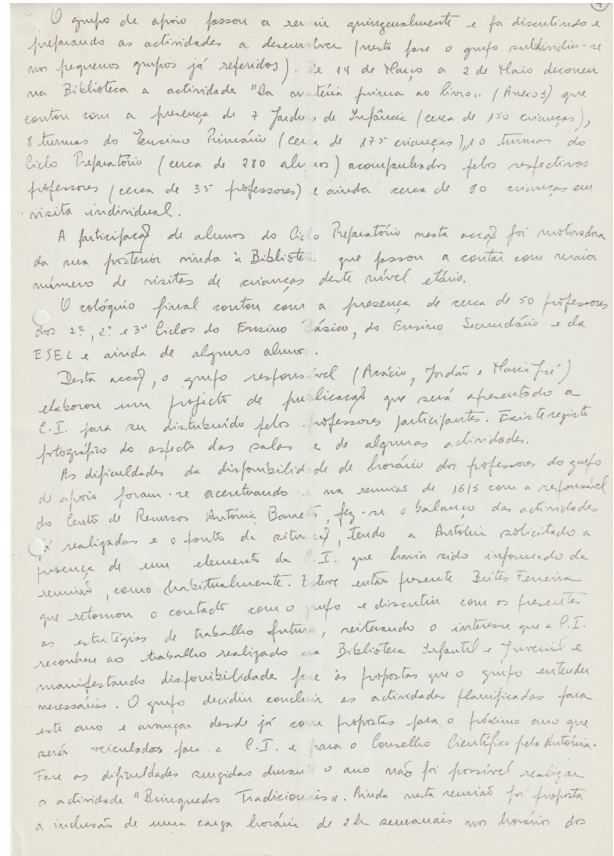 4
O grupo de apoio passou a reunir quinzenalmente e foi discutindo e
preparando as actividades a desenvolver (nesta fase o grupo subdividiu-se
nos pequenos grupos já referidos). De 14 de Março a 2 de Maio decorreu
na Biblioteca a actividade "Da matéria prima ao livro" (Anexo 3) que
contou com a presença de 7 Jardins de Infância (cerca de 150 crianças),
8 turmas do Ensino Primário (cerca de 175 crianças), 10 turmas do
Ciclo Preparatório (cerca de 280 alunos) acompanhados pelos respectivos
professores (cerca de 35 professores) e ainda cerca de 80 crianças em
visita individual.
A participação de alunos do Ciclo Preparatório nesta acção foi motivadora
da sua posterior vinda à Biblioteca que passou a contar com maior
número de visitas de crianças deste nível etário.
O colóquio final contou com a presença de cerca de 50 professores
dos 1º, 2º e 3º Ciclos do Ensino Básico, do Ensino Secundário e da
ESEL e ainda de alguns alunos.
Desta acção, o grupo responsável (Acácio, Jordão e Maria José)
elaborou um projecto de publicação que será apresentado a
C.I. para ser distribuído pelos professores participantes. Existe registo
fotográfico do aspecto das salas e de algumas actividades.
As dificuldades da disponibilidade de horário dos professores do grupo
de apoio foram-se acentuando e na reunião de 16/5 com a responsável
do Centro de Recursos Antónia Barreto, fez-se o balanço das actividades
já realizadas e o ponto da situação, tendo a Antónia solicitado a
presença de um elemento da C.I. que havia sido informado da
reunião, como habitualmente. Esteve então presente Brites Ferreira
que retomou o contacto com o grupo e discutiu com os presentes
as estratégias de trabalho futuro, reiterando o interesse que a C.I.
reconhece ao trabalho realizado na Biblioteca Infantil e Juvenil e
manifestando disponibilidade face às propostas que o grupo entender
necessárias. O grupo decidiu concluir as actividades planificadas para
este ano e avançar desde já com propostas para o próximo ano que
será veiculadas para a C.I. e para o Conselho Científico pela Antónia.
Face as dificuldades surgidas durante o ano não foi possível realizar
a actividade "Brinquedos Tradicionais". Ainda nesta reunião foi proposta
a inclusão de uma carga horária de 2h semanais nos horários dos